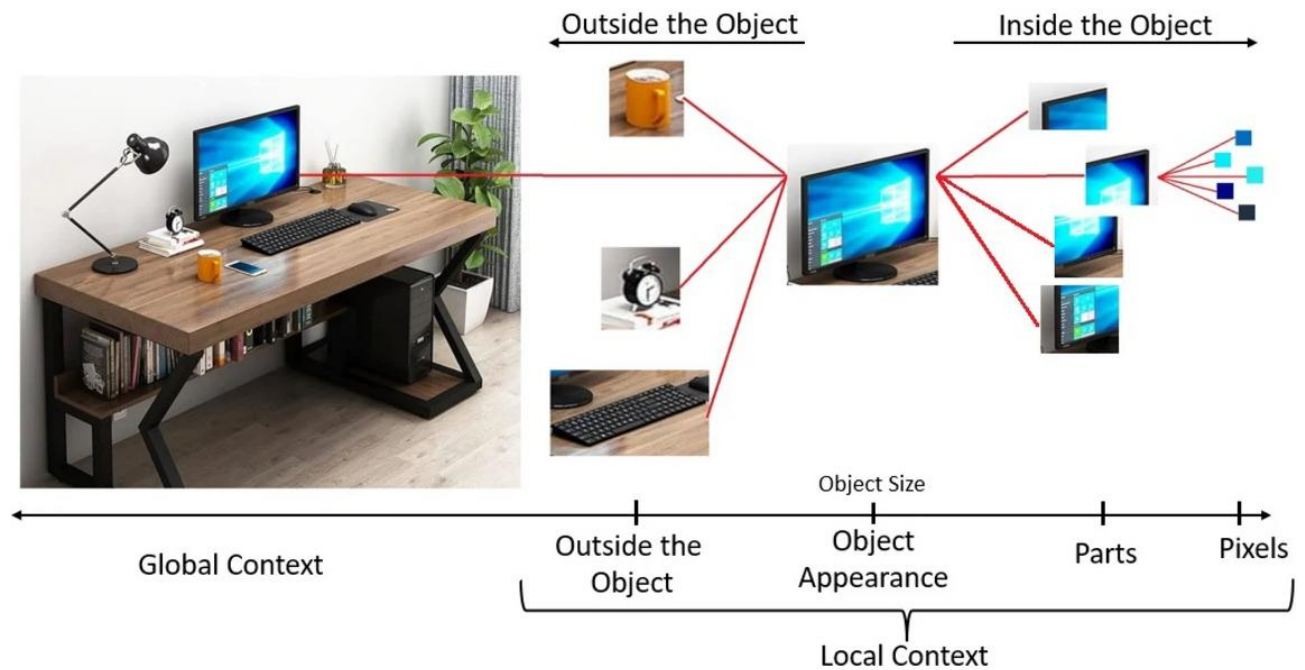 Outside the Object
Inside the Object
Object Size
Global Context
Outside the
Object
Object
Appearance
Parts
Pixels
Local Context